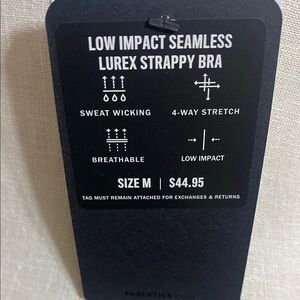 LOW IMPACT SEAMLESS
LUREX STRAPPY BRA
SWEAT WICKING
4-WAY STRETCH
BREATHABLE
LOW IMPACT
SIZE M | $44.95
TAG MUST REMAIN ATTACHED FOR EXCHANGES & RETURNS